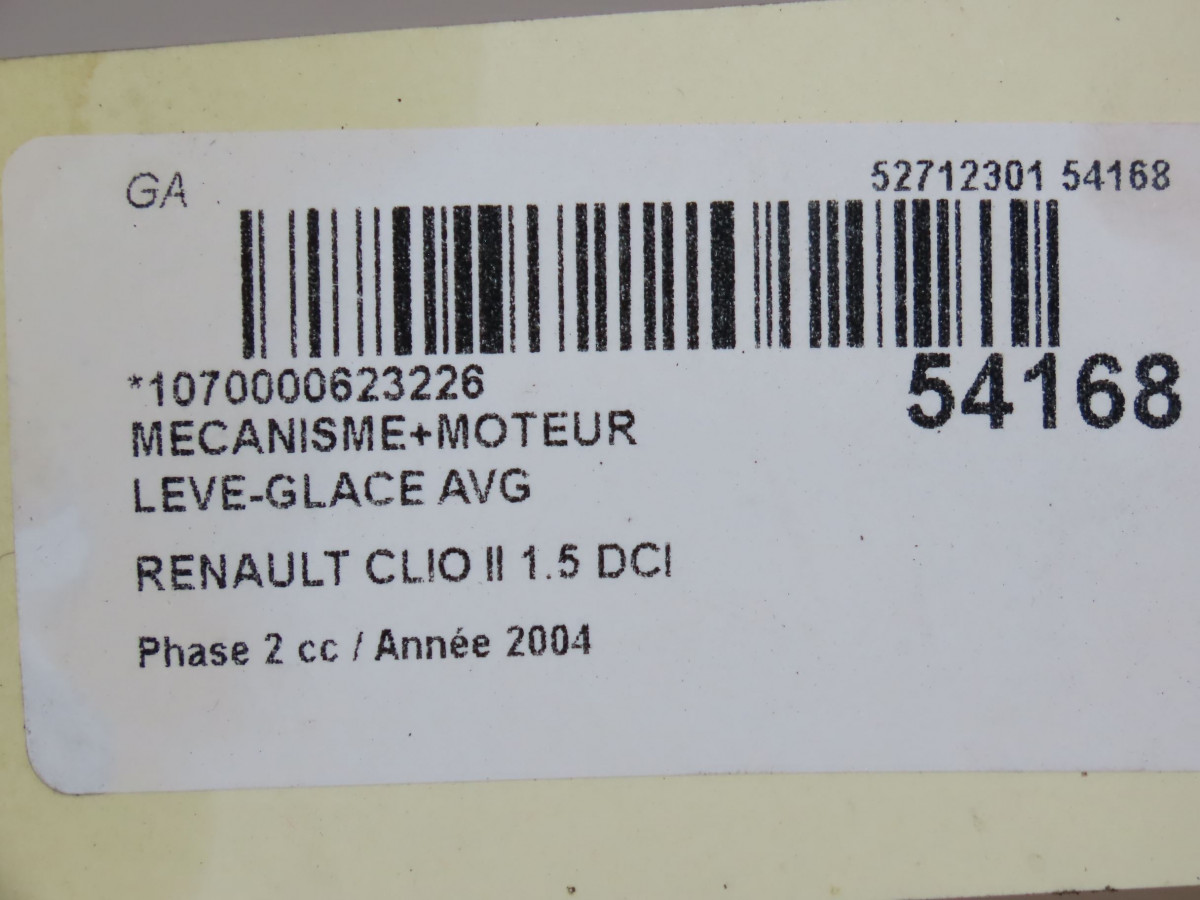 GA
52712301 54168
*1070000623226
54168
MECANISME+MOTEUR
LEVE-GLACE AVG
RENAULT CLIO II 1.5 DCI
Phase 2 cc / Année 2004